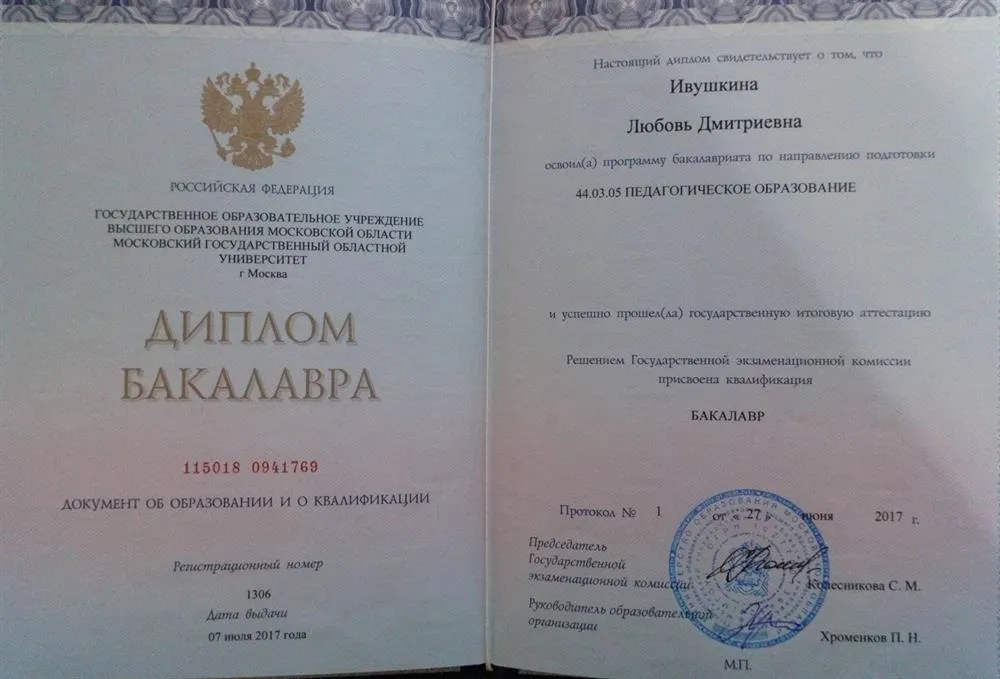 РОССИЙСКАЯ ФЕДЕРАЦИЯ
ГОСУДАРСТВЕННОЕ ОБРАЗОВАТЕЛЬНОЕ УЧРЕЖДЕНИЕ
ВЫСШЕГО ОБРАЗОВАНИЯ МОСКОВСКОЙ ОБЛАСТИ
МОСКОВСКИЙ ГОСУДАРСТВЕННЫЙ ОБЛАСТНОЙ
УНИВЕРСИТЕТ
г Москва
ДИПЛОМ
БАКАЛАВРА
115018 0941769
ДОКУМЕНТ ОБ ОБРАЗОВАНИИ И О КВАЛИФИКАЦИИ
Регистрационный номер
1306
Дата выдачи
07 июля 2017 года
Настоящий диплом свидетельствует о том, что
Ивушкина
Любовь Дмитриевна
освоил(а) программу бакалавриата по направлению подготовки
44.03.05 ПЕДАГОГИЧЕСКОЕ ОБРАЗОВАНИЕ
и успешно прошел(ла) государственную итоговую аттестацию
Решением Государственной экзаменационной комиссии
присвоена квалификация
БАКАЛАВР
Протокол № 1 от « 27 » июня 2017 г.
Председатель
Государственной
экзаменационной комиссии
Колесникова С. М.
Руководитель образовательной
организации
Хроменков П. Н.
М.П.